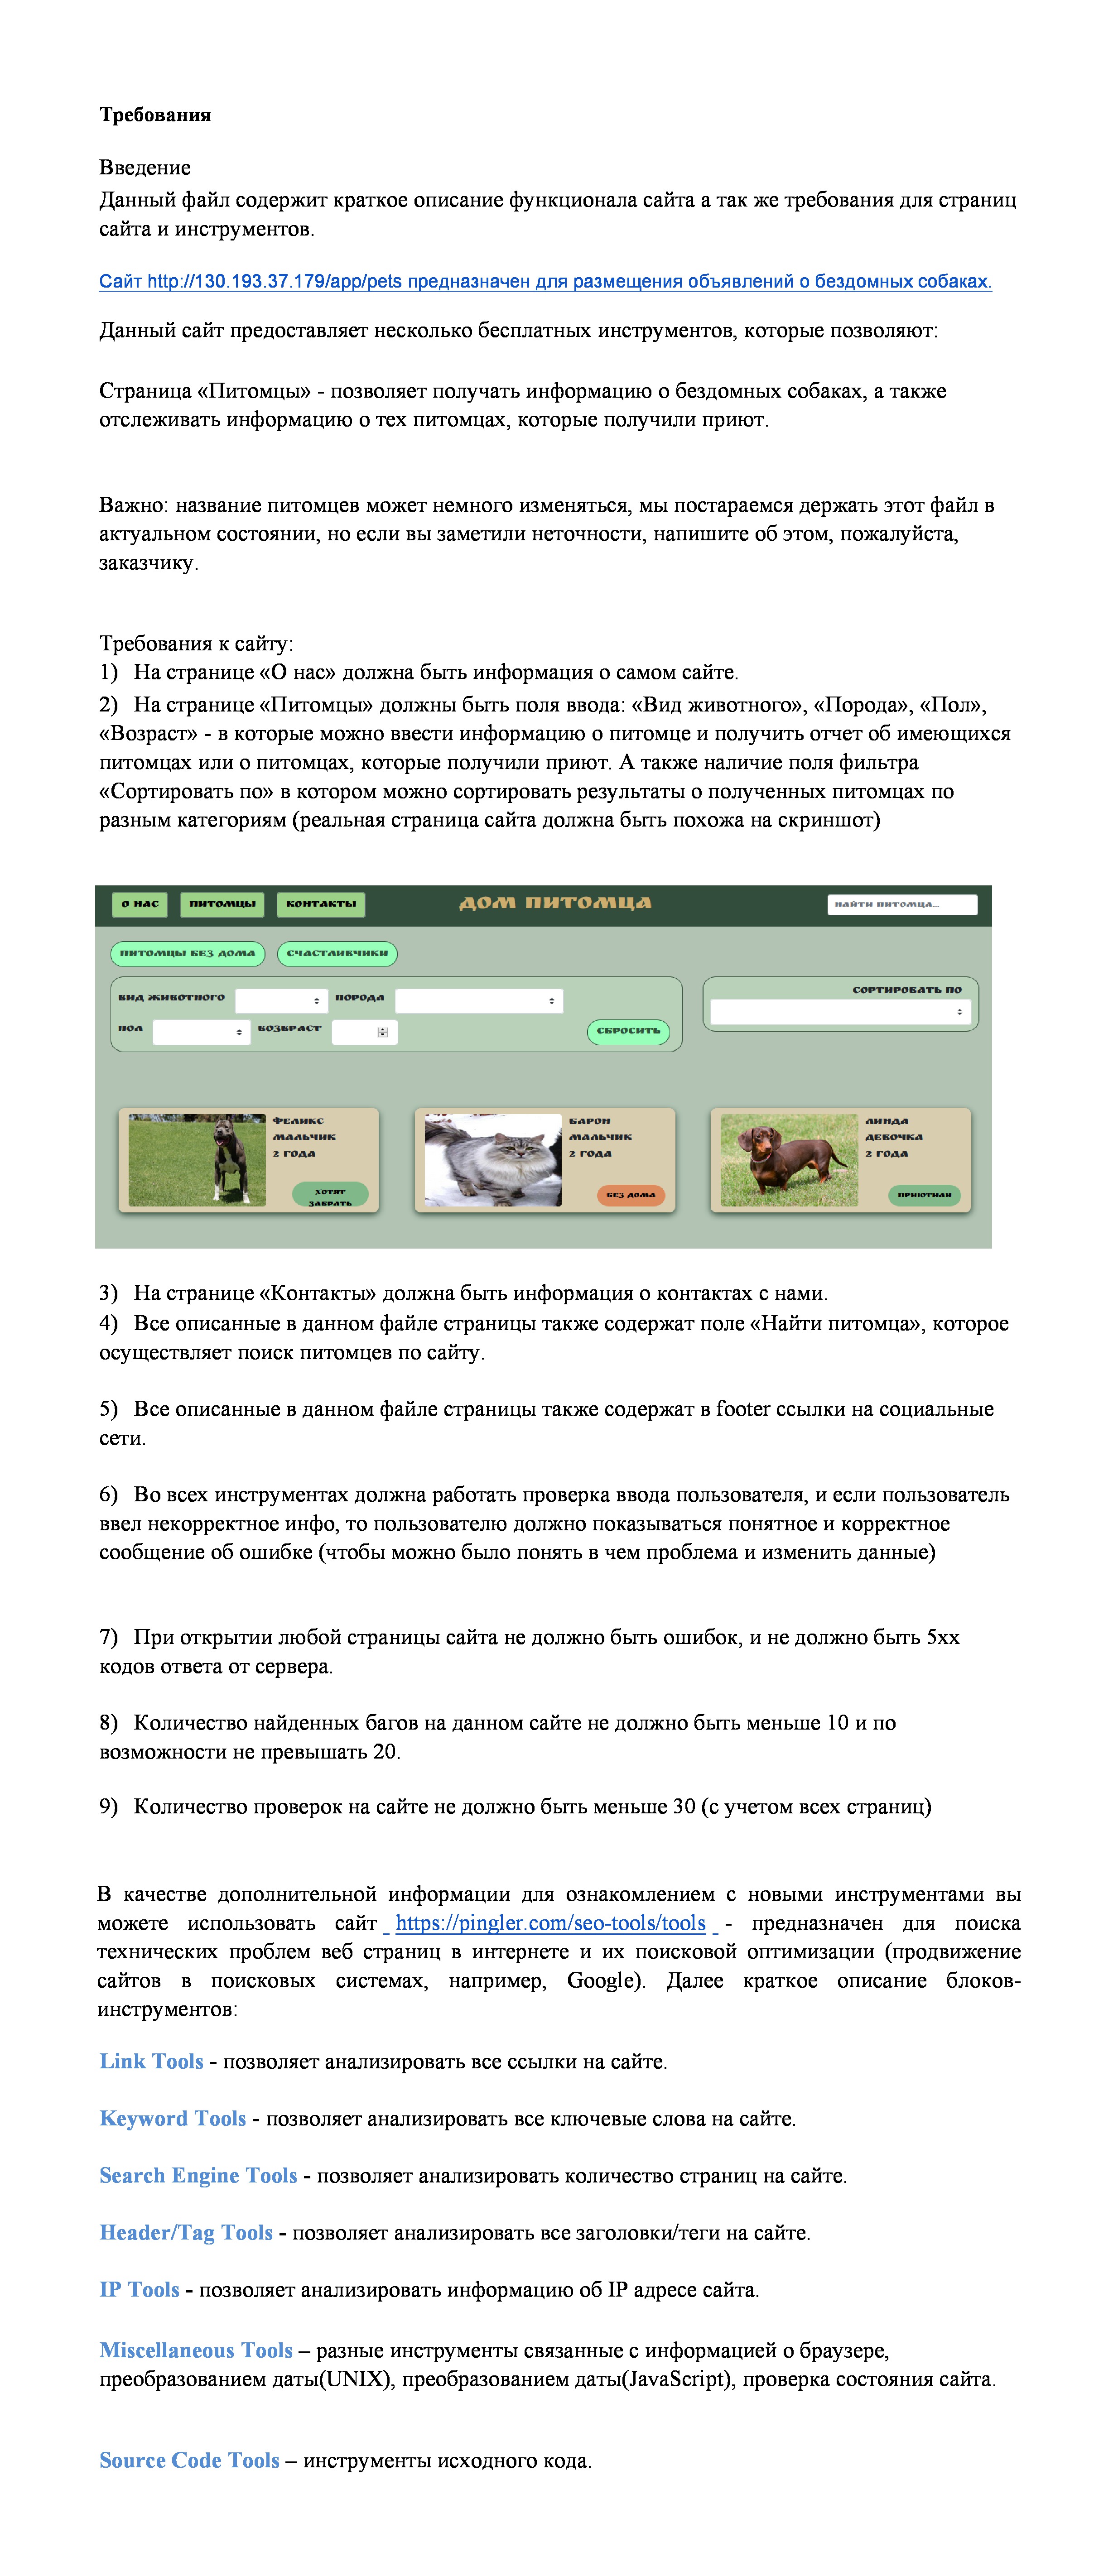 Требования
Введение
Данный файл содержит краткое описание функционала сайта а так же требования для страниц
сайта и инструментов.
Сайт http://130.193.37.179/app/pets предназначен для размещения объявлений о бездомных собаках.
Данный сайт предоставляет несколько бесплатных инструментов, которые позволяют:
Страница «Питомцы» - позволяет получать информацию о бездомных собаках, а также
отслеживать информацию о тех питомцах, которые получили приют.
Важно: название питомцев может немного изменяться, мы постараемся держать этот файл в
актуальном состоянии, но если вы заметили неточности, напишите об этом, пожалуйста,
заказчику.
Требования к сайту:
1) На странице «О нас» должна быть информация о самом сайте.
2) На странице «Питомцы» должны быть поля ввода: «Вид животного», «Порода», «Пол»,
«Возраст» - в которые можно ввести информацию о питомце и получить отчет об имеющихся
питомцах или о питомцах, которые получили приют. А также наличие поля фильтра
«Сортировать по» в котором можно сортировать результаты о полученных питомцах по
разным категориям (реальная страница сайта должна быть похожа на скриншот)
О НАС ПИТОМЦЫ КОНТАКТЫ ДОМ ПИТОМЦА НАЙТИ ПИТОМЦА...
ПИТОМЦЫ БЕЗ ДОМА СЧАСТЛИВЧИКИ
ВИД ЖИВОТНОГО ПОРОДА СОРТИРОВАТЬ ПО
ПОЛ ВОЗВРАСТ СБРОСИТЬ
ФЕЛИКС БАРОН ЛИНДА
МАЛЬЧИК МАЛЬЧИК ДЕВОЧКА
2 ГОДА 2 ГОДА 2 ГОДА
ХОТЯТ ЗАБРАТЬ БЕЗ ДОМА ПРИЮТИЛИ
3) На странице «Контакты» должна быть информация о контактах с нами.
4) Все описанные в данном файле страницы также содержат поле «Найти питомца», которое
осуществляет поиск питомцев по сайту.
5) Все описанные в данном файле страницы также содержат в footer ссылки на социальные
сети.
6) Во всех инструментах должна работать проверка ввода пользователя, и если пользователь
ввел некорректное инфо, то пользователю должно показываться понятное и корректное
сообщение об ошибке (чтобы можно было понять в чем проблема и изменить данные)
7) При открытии любой страницы сайта не должно быть ошибок, и не должно быть 5xx
кодов ответа от сервера.
8) Количество найденных багов на данном сайте не должно быть меньше 10 и по
возможности не превышать 20.
9) Количество проверок на сайте не должно быть меньше 30 (с учетом всех страниц)
В качестве дополнительной информации для ознакомлением с новыми инструментами вы
можете использовать сайт https://pingler.com/seo-tools/tools - предназначен для поиска
технических проблем веб страниц в интернете и их поисковой оптимизации (продвижение
сайтов в поисковых системах, например, Google). Далее краткое описание блоков-
инструментов:
Link Tools - позволяет анализировать все ссылки на сайте.
Keyword Tools - позволяет анализировать все ключевые слова на сайте.
Search Engine Tools - позволяет анализировать количество страниц на сайте.
Header/Tag Tools - позволяет анализировать все заголовки/теги на сайте.
IP Tools - позволяет анализировать информацию об IP адресе сайта.
Miscellaneous Tools – разные инструменты связанные с информацией о браузере,
преобразованием даты(UNIX), преобразованием даты(JavaScript), проверка состояния сайта.
Source Code Tools – инструменты исходного кода.